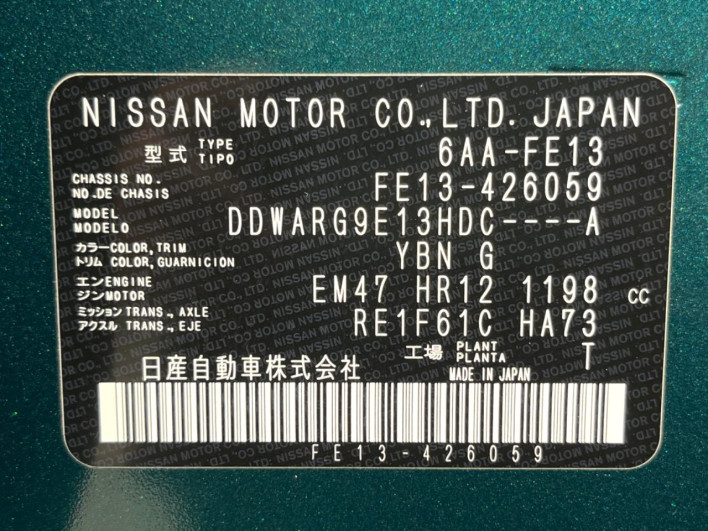 NISSAN MOTOR CO.,LTD. JAPAN
型式 TYPE TIPO 6AA-FE13
CHASSIS NO.
NO.DE CHASIS FE13-426059
MODEL
MODELO DDWARG9E13HDC----A
カラーCOLOR,TRIM
トリム COLOR,GUARNICION YBN G
エンENGINE
ジンMOTOR EM47 HR12 1198 cc
ミッション TRANS., AXLE
アクスル TRANS., EJE RE1F61C HA73
工場 PLANT PLANTA T
日産自動車株式会社 MADE IN JAPAN
FE13-426059